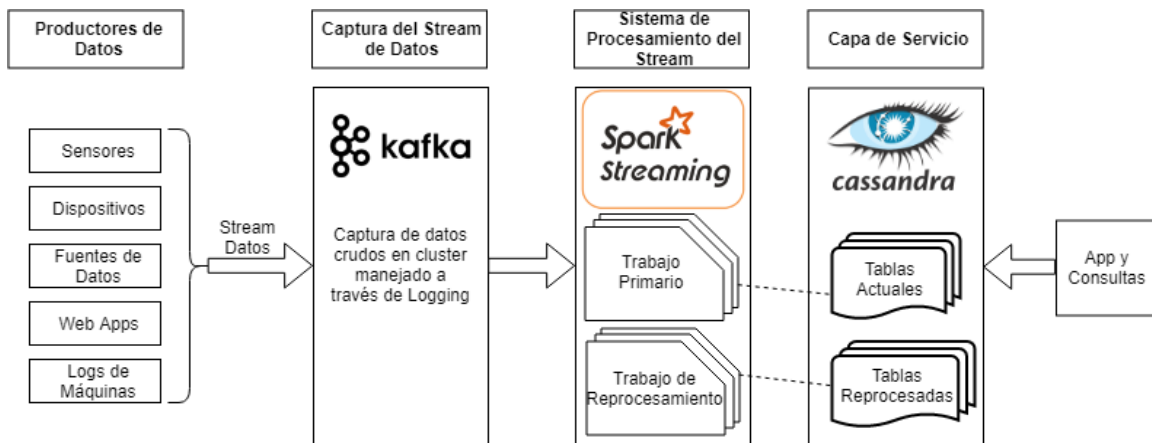 Productores de
Datos
Captura del Stream
de Datos
Sistema de
Procesamiento del
Stream
Capa de Servicio
Sensores
Dispositivos
Fuentes de
Datos
Web Apps
Logs de
Máquinas
Stream
Datos
kafka
Captura de datos
crudos en cluster
manejado a
través de Logging
Spark
Streaming
Trabajo
Primario
Trabajo de
Reprocesamiento
cassandra
Tablas
Actuales
Tablas
Reprocesadas
App y
Consultas